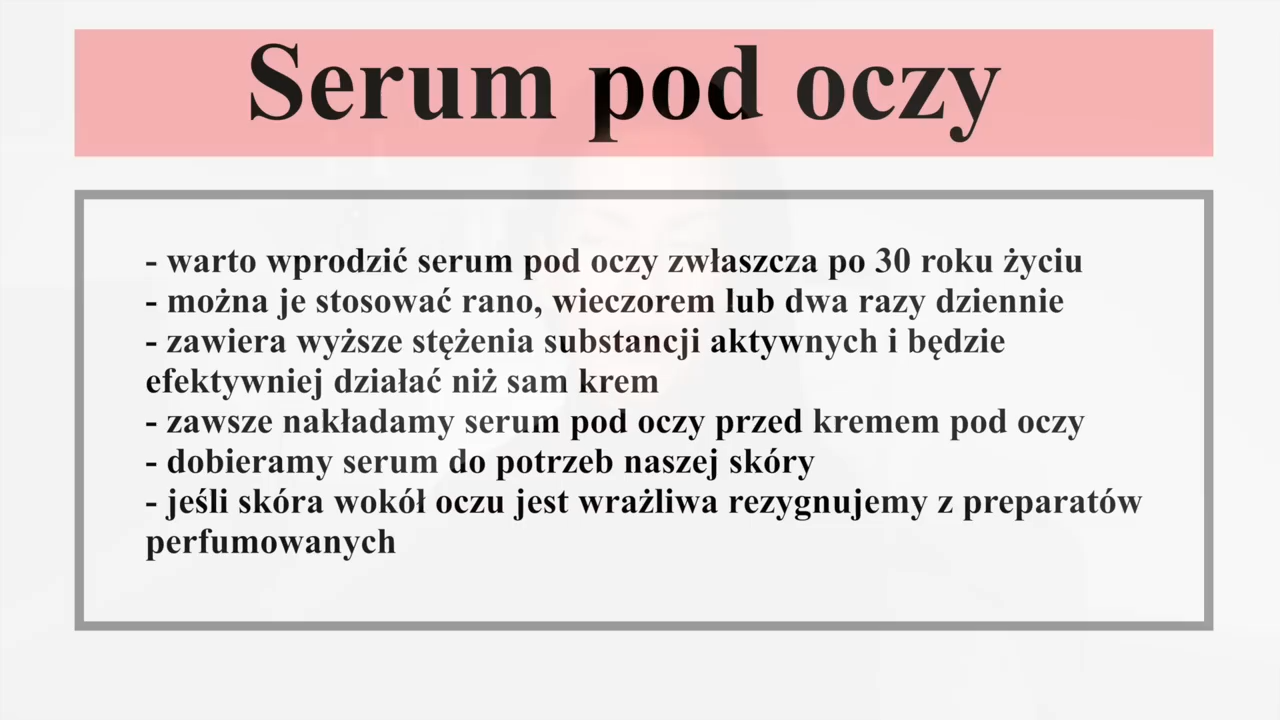 Serum pod oczy
- warto wprodzić serum pod oczy zwłaszcza po 30 roku życiu
- można je stosować rano, wieczorem lub dwa razy dziennie
- zawiera wyższe stężenia substancji aktywnych i będzie
efektywniej działać niż sam krem
- zawsze nakładamy serum pod oczy przed kremem pod oczy
- dobieramy serum do potrzeb naszej skóry
- jeśli skóra wokół oczu jest wrażliwa rezygnujemy z preparatów
perfumowanych